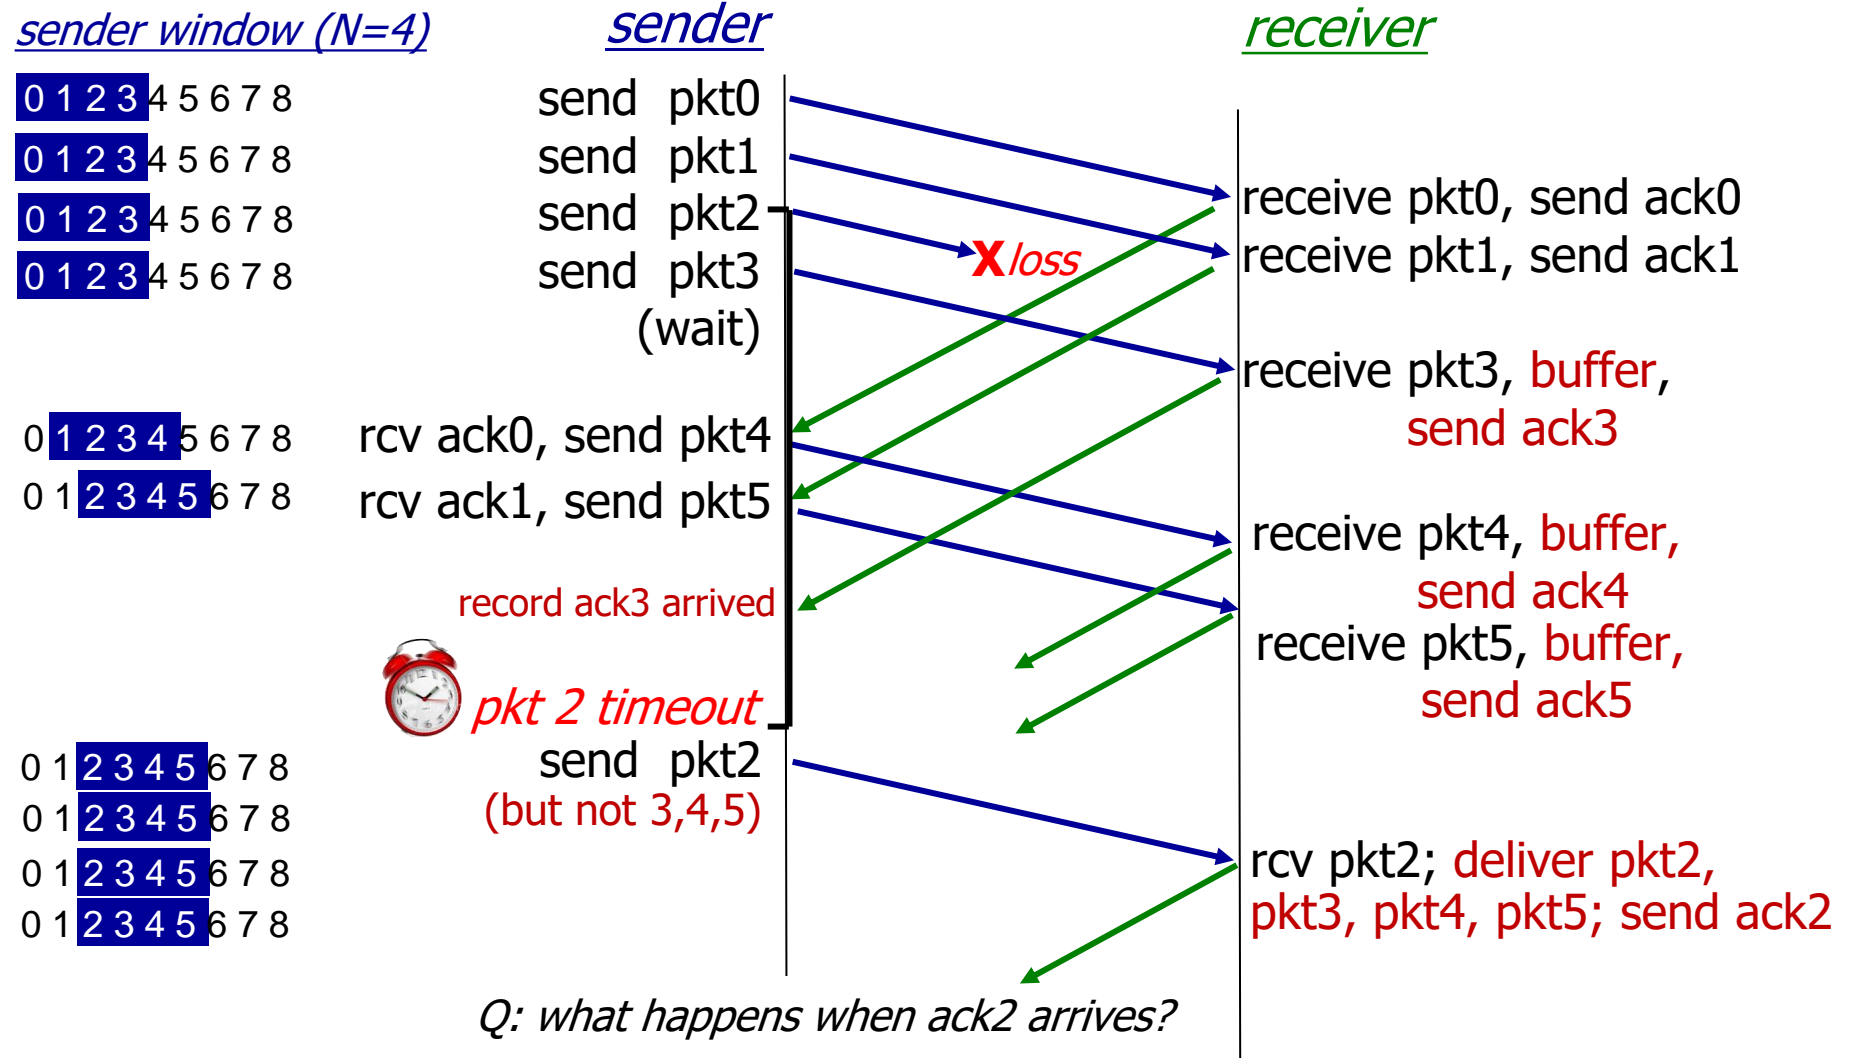 sender window (N=4)
sender
receiver
0 1 2 3 4 5 6 7 8
send pkt0
0 1 2 3 4 5 6 7 8
send pkt1
0 1 2 3 4 5 6 7 8
send pkt2
receive pkt0, send ack0
0 1 2 3 4 5 6 7 8
send pkt3
X loss
receive pkt1, send ack1
(wait)
receive pkt3, buffer,
send ack3
0 1 2 3 4 5 6 7 8
rcv ack0, send pkt4
0 1 2 3 4 5 6 7 8
rcv ack1, send pkt5
receive pkt4, buffer,
send ack4
record ack3 arrived
receive pkt5, buffer,
send ack5
pkt 2 timeout
0 1 2 3 4 5 6 7 8
send pkt2
0 1 2 3 4 5 6 7 8
(but not 3,4,5)
0 1 2 3 4 5 6 7 8
rcv pkt2; deliver pkt2,
0 1 2 3 4 5 6 7 8
pkt3, pkt4, pkt5; send ack2
Q: what happens when ack2 arrives?